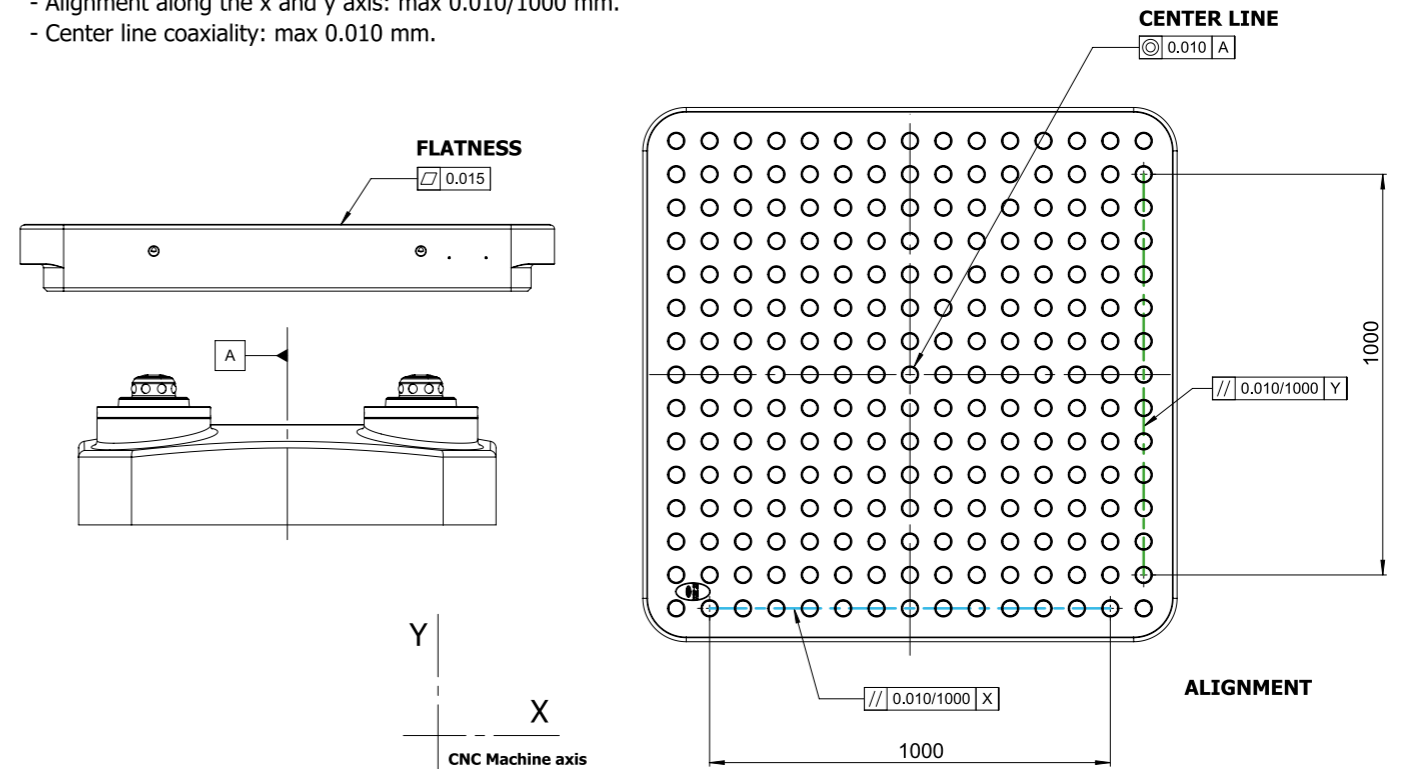 - Alignment along the x and y axis: max 0.010/1000 mm.
- Center line coaxiality: max 0.010 mm.
CENTER LINE
◎ 0.010 A
FLATNESS
▱ 0.015
A
1000
// 0.010/1000 Y
// 0.010/1000 X
ALIGNMENT
1000
Y
X
CNC Machine axis